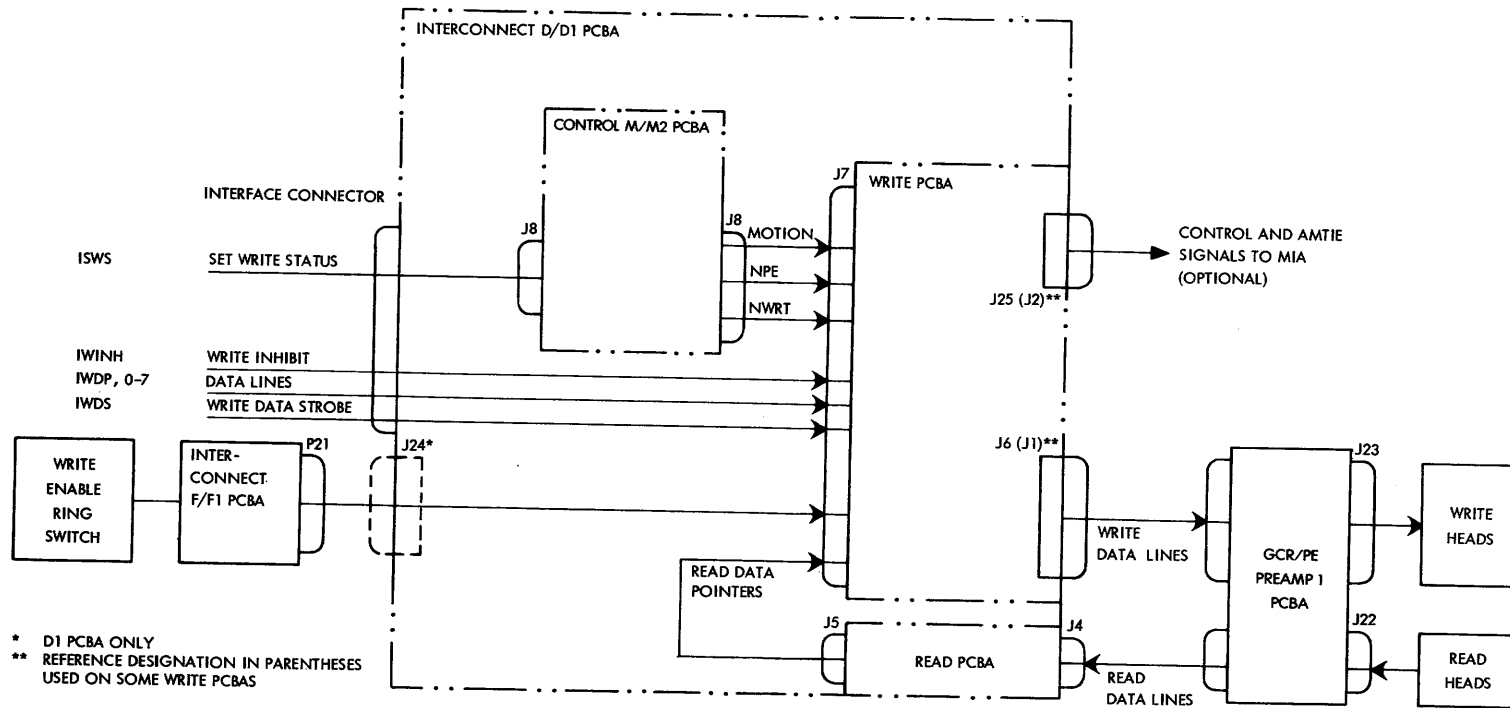 INTERCONNECT D/D1 PCBA
CONTROL M/M2 PCBA
INTERFACE CONNECTOR
J8
J8
J7
WRITE PCBA
MOTION
NPE
NWRT
ISWS
SET WRITE STATUS
CONTROL AND AMTIE
SIGNALS TO MIA
(OPTIONAL)
J25 (J2)**
IWINH
WRITE INHIBIT
IWDP, 0-7
DATA LINES
IWDS
WRITE DATA STROBE
WRITE
ENABLE
RING
SWITCH
INTER-
CONNECT
F/F1 PCBA
P21
J24*
J6 (J1)**
WRITE
DATA LINES
GCR/PE
PREAMP 1
PCBA
J23
WRITE
HEADS
READ DATA
POINTERS
J5
READ PCBA
J4
READ
DATA LINES
J22
READ
HEADS
* D1 PCBA ONLY
** REFERENCE DESIGNATION IN PARENTHESES
USED ON SOME WRITE PCBAS